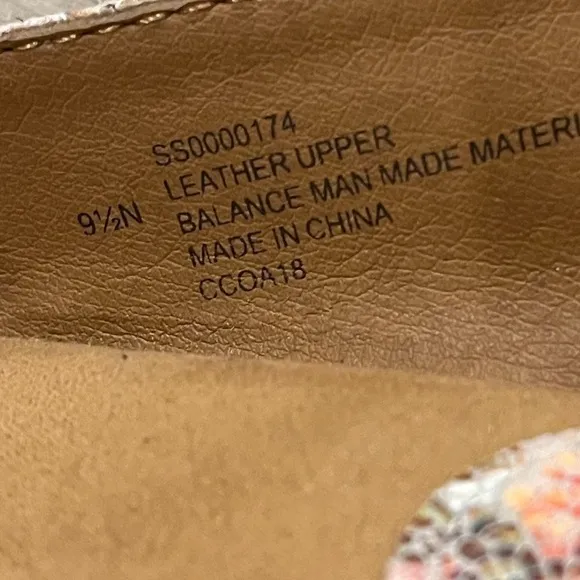 SS0000174
9½N LEATHER UPPER
BALANCE MAN MADE MATERI
MADE IN CHINA
CCOA18